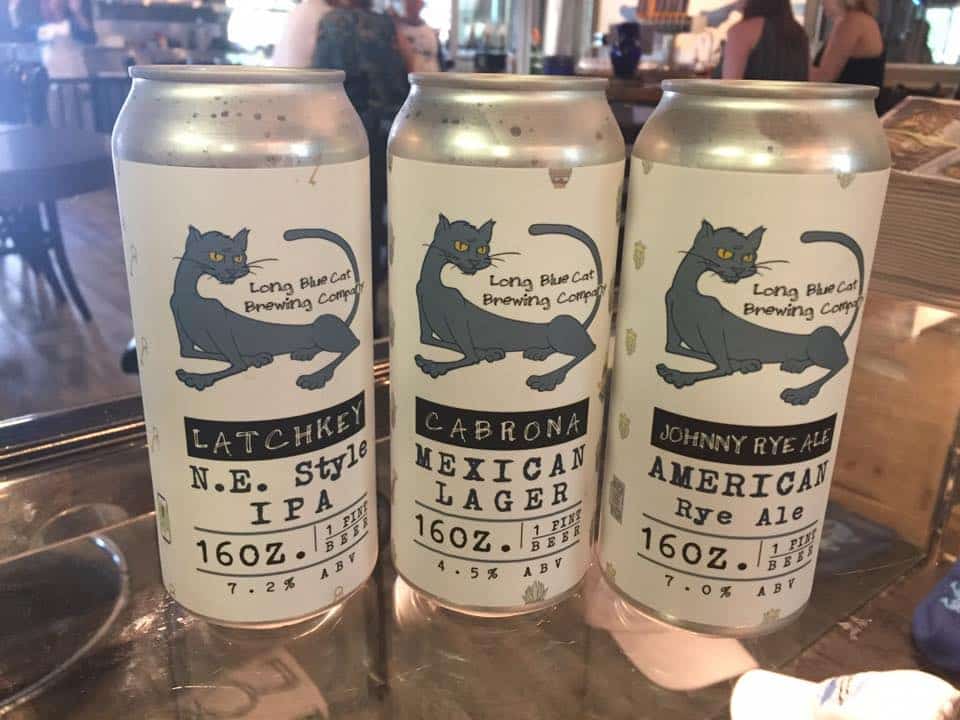 Long Blue Cat
Brewing Company
LATCHKEY
N.E. Style
IPA
16OZ.
1 PINT
BEER
7.2% ABV
Long Blue Cat
Brewing Company
CABRONA
MEXICAN
LAGER
16OZ.
1 PINT
BEER
4.5% ABV
Long Blue Cat
Brewing Company
JOHNNY RYE ALE
AMERICAN
Rye Ale
16OZ.
1 PINT
BEER
7.0% ABV